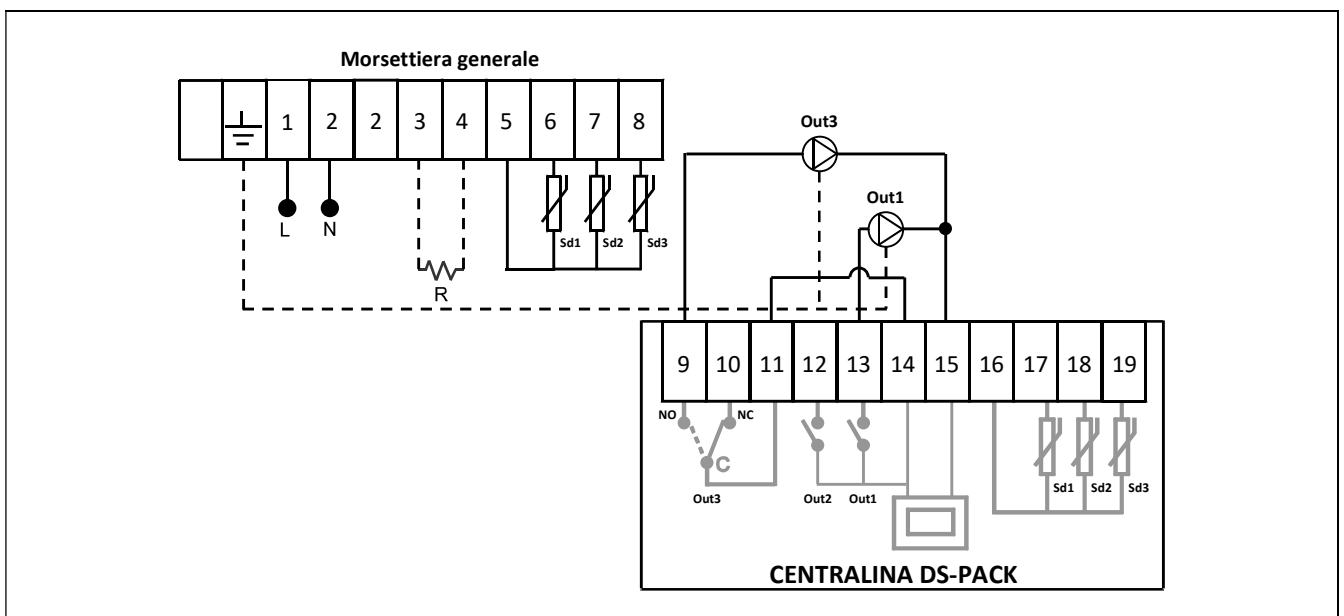 Morsettiera generale
1 2 2 3 4 5 6 7 8
Out3
Out1
L N
Sd1 Sd2 Sd3
R
9 10 11 12 13 14 15 16 17 18 19
NO NC
C
Sd1 Sd2 Sd3
Out3 Out2 Out1
CENTRALINA DS-PACK